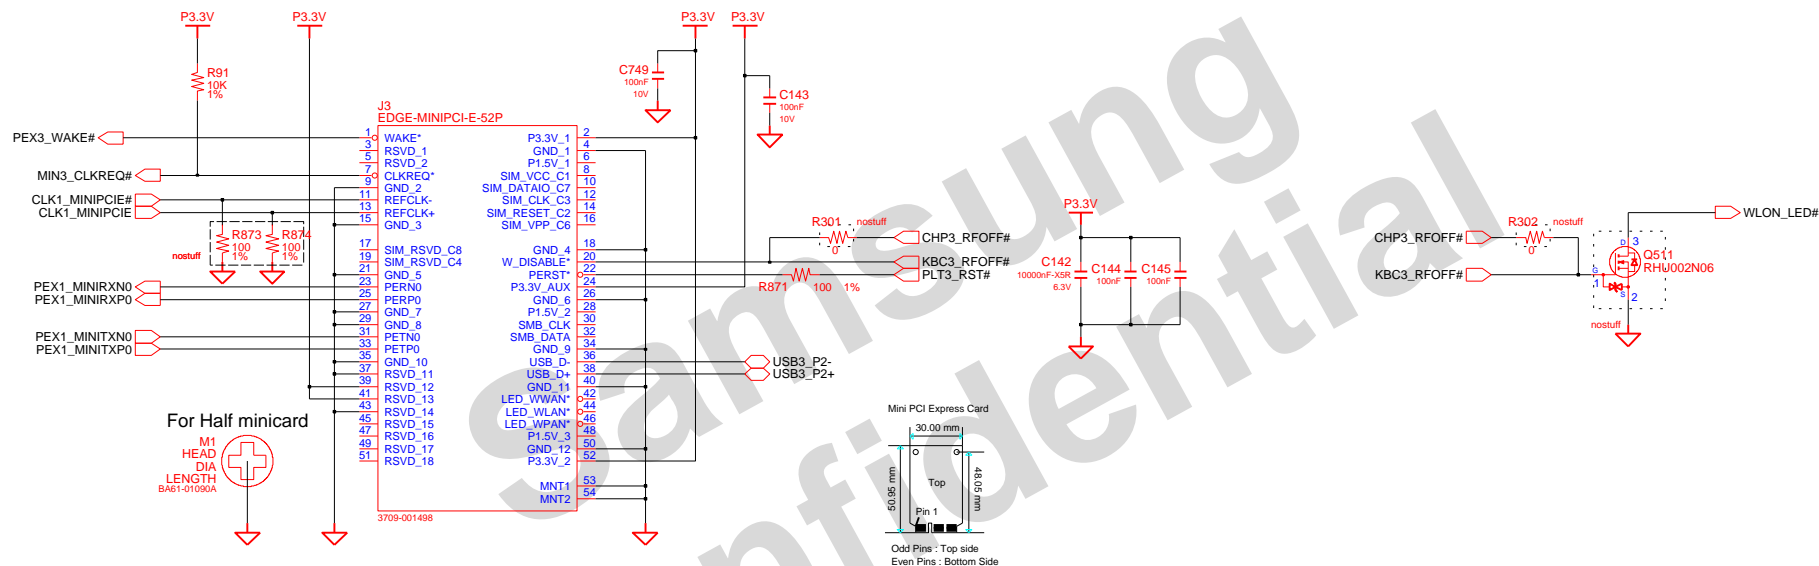 P3.3V
P3.3V
P3.3V
P3.3V
R91
10K
1%
C749
100nF
10V
C143
100nF
10V
J3
EDGE-MINIPCI-E-52P
PEX3_WAKE#
MIN3_CLKREQ#
CLK1_MINIPCIE#
CLK1_MINIPCIE
R873
100
1%
R874
100
1%
nostuff
PEX1_MINIRXN0
PEX1_MINIRXP0
PEX1_MINITXN0
PEX1_MINITXP0
1 WAKE* P3.3V_1 2
3 RSVD_1 GND_1 4
5 RSVD_2 P1.5V_1 6
7 CLKREQ* SIM_VCC_C1 8
9 GND_2 SIM_DATAIO_C7 10
11 REFCLK- SIM_CLK_C3 12
13 REFCLK+ SIM_RESET_C2 14
15 GND_3 SIM_VPP_C6 16
17 SIM_RSVD_C8 GND_4 18
19 SIM_RSVD_C4 W_DISABLE* 20
21 GND_5 PERST* 22
23 PERN0 P3.3V_AUX 24
25 PERP0 GND_6 26
27 GND_7 P1.5V_2 28
29 GND_8 SMB_CLK 30
31 PETN0 SMB_DATA 32
33 PETP0 GND_9 34
35 GND_10 USB_D- 36
37 RSVD_11 USB_D+ 38
39 RSVD_12 GND_11 40
41 RSVD_13 LED_WWAN* 42
43 RSVD_14 LED_WLAN* 44
45 RSVD_15 LED_WPAN* 46
47 RSVD_16 P1.5V_3 48
49 RSVD_17 GND_12 50
51 RSVD_18 P3.3V_2 52
MNT1 53
MNT2 54
3709-001498
For Half minicard
M1
HEAD
DIA
LENGTH
BA61-01090A
R301
nostuff
0
CHP3_RFOFF#
KBC3_RFOFF#
PLT3_RST#
R871 100 1%
USB3_P2-
USB3_P2+
P3.3V
C142
10000nF-X5R
6.3V
C144
100nF
C145
100nF
Mini PCI Express Card
30.00 mm
50.95 mm
48.05 mm
Top
Pin 1
Odd Pins : Top side
Even Pins : Bottom Side
R302
nostuff
0
CHP3_RFOFF#
KBC3_RFOFF#
WLON_LED#
D 3
Q511
RHU002N06
G
1
S 2
nostuff
Samsung
Confidential